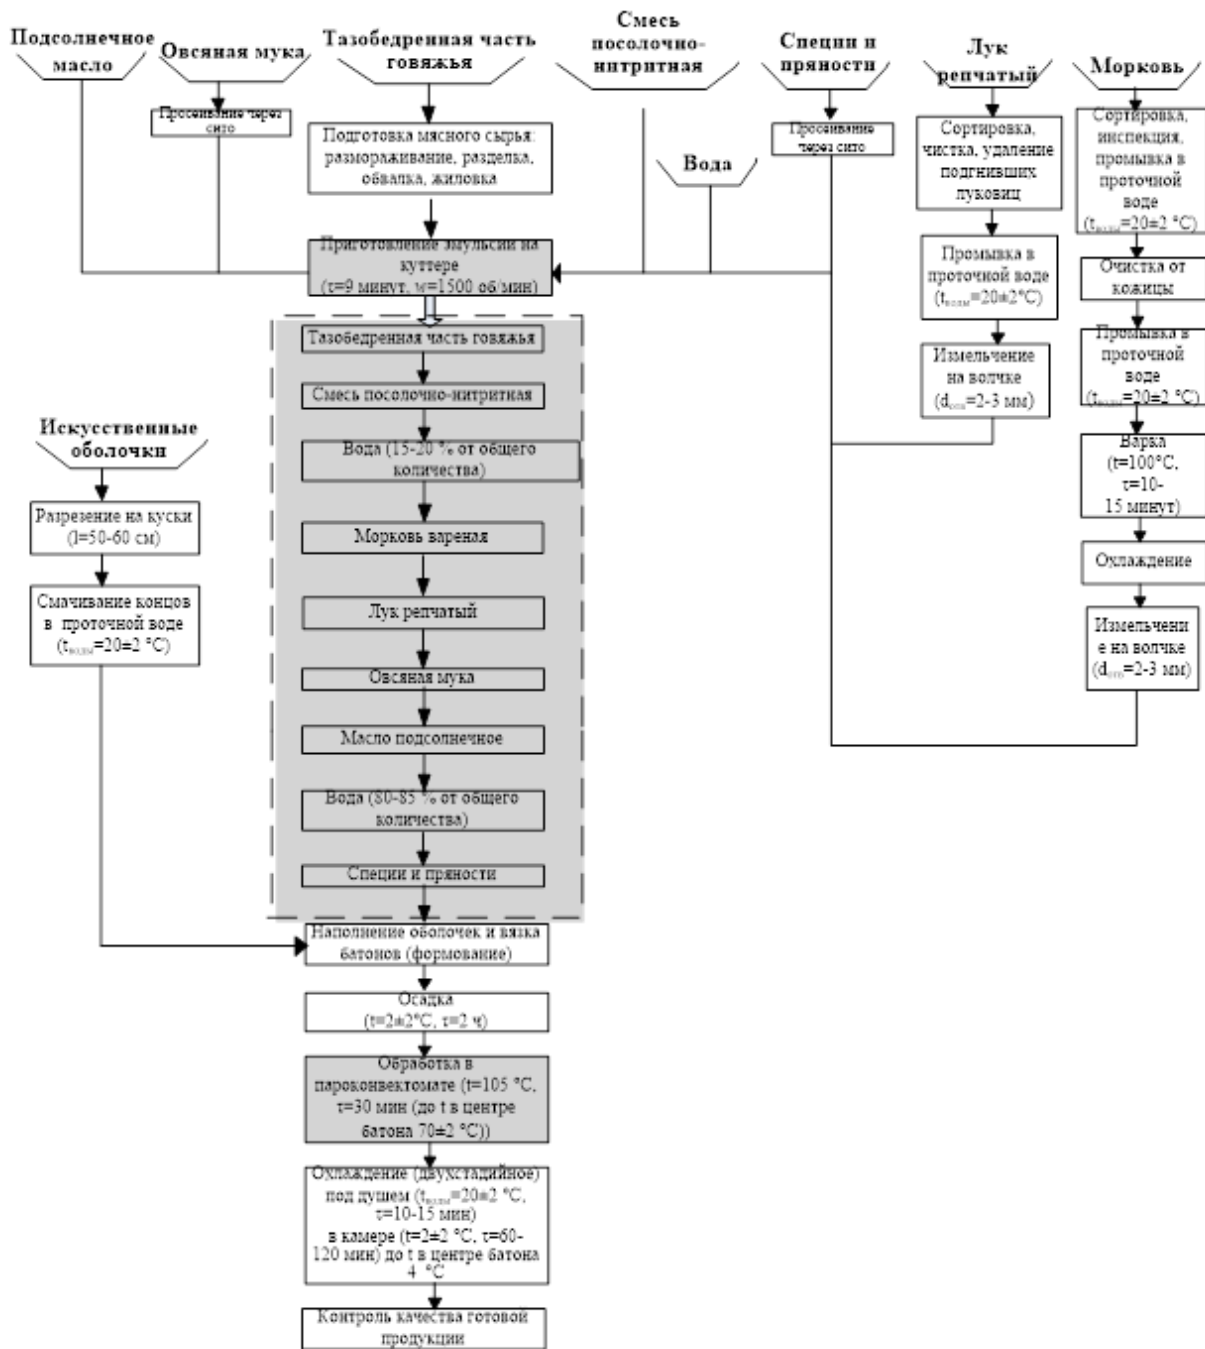 Подсолнечное
масло
Овсяная мука
Тазобедренная часть
говяжья
Смесь
посолочно-
нитритная
Специи и
пряности
Лук
репчатый
Морковь
Просеивание через
сито
Подготовка мясного сырья:
размораживание, разделка,
обвалка, жиловка
Вода
Просеивание
через сито
Сортировка,
чистка, удаление
подгнивших
луковиц
Сортировка,
инспекция,
промывка в
проточной
воде
(tводы=20±2 °C)
Приготовление эмульсии на
куттере
(τ=9 минут, w=1500 об/мин)
Промывка в
проточной воде
(tводы=20±2°C)
Очистка от
кожицы
Тазобедренная часть говяжья
Измельчение
на волчке
(dотв=2-3 мм)
Промывка в
проточной
воде
(tводы=20±2 °C)
Смесь посолочно-нитритная
Искусственные
оболочки
Вода (15-20 % от общего
количества)
Варка
(t=100°C,
τ=10-
15 минут)
Разрезение на куски
(l=50-60 см)
Морковь вареная
Охлаждение
Смачивание концов
в проточной воде
(tводы=20±2 °C)
Лук репчатый
Измельчени
е на волчке
(dотв=2-3 мм)
Овсяная мука
Масло подсолнечное
Вода (80-85 % от общего
количества)
Специи и пряности
Наполнение оболочек и вязка
батонов (формование)
Осадка
(t=2±2°C, τ=2 ч)
Обработка в
пароконвектомате (t=105 °C,
τ=30 мин (до t в центре
батона 70±2 °C))
Охлаждение (двухстадийное)
под душем (tводы=20±2 °C,
τ=10-15 мин)
в камере (t=2±2 °C, τ=60-
120 мин) до t в центре батона
4 °C
Контроль качества готовой
продукции